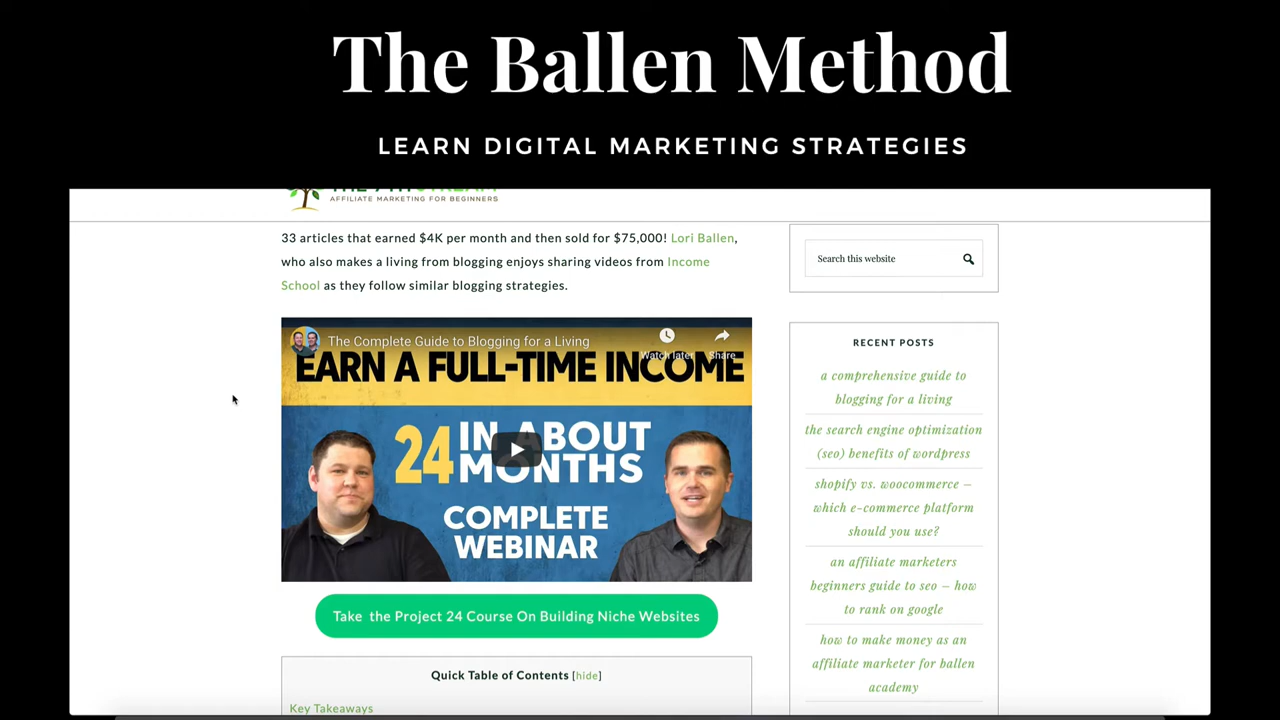 The Ballen Method
LEARN DIGITAL MARKETING STRATEGIES
THE 7TH STREAM
AFFILIATE MARKETING FOR BEGINNERS
33 articles that earned $4K per month and then sold for $75,000! Lori Ballen,
who also makes a living from blogging enjoys sharing videos from Income
School as they follow similar blogging strategies.
The Complete Guide to Blogging for a Living
Watch later
Share
EARN A FULL-TIME INCOME
24 IN ABOUT
MONTHS
COMPLETE
WEBINAR
Take the Project 24 Course On Building Niche Websites
Quick Table of Contents [hide]
Key Takeaways
Search this website
RECENT POSTS
a comprehensive guide to
blogging for a living
the search engine optimization
(seo) benefits of wordpress
shopify vs. woocommerce –
which e-commerce platform
should you use?
an affiliate marketers
beginners guide to seo – how
to rank on google
how to make money as an
affiliate marketer for ballen
academy